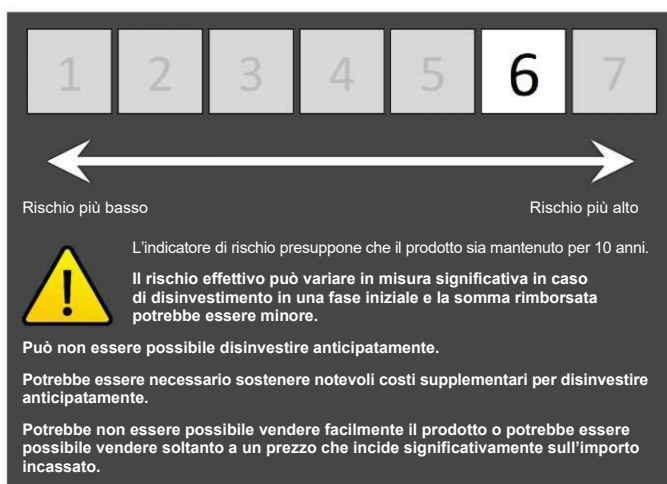 1 2 3 4 5 6 7
Rischio più basso Rischio più alto
L'indicatore di rischio presuppone che il prodotto sia mantenuto per 10 anni.
Il rischio effettivo può variare in misura significativa in caso
di disinvestimento in una fase iniziale e la somma rimborsata
potrebbe essere minore.
Può non essere possibile disinvestire anticipatamente.
Potrebbe essere necessario sostenere notevoli costi supplementari per disinvestire
anticipatamente.
Potrebbe non essere possibile vendere facilmente il prodotto o potrebbe essere
possibile vendere soltanto a un prezzo che incide significativamente sull'importo
incassato.